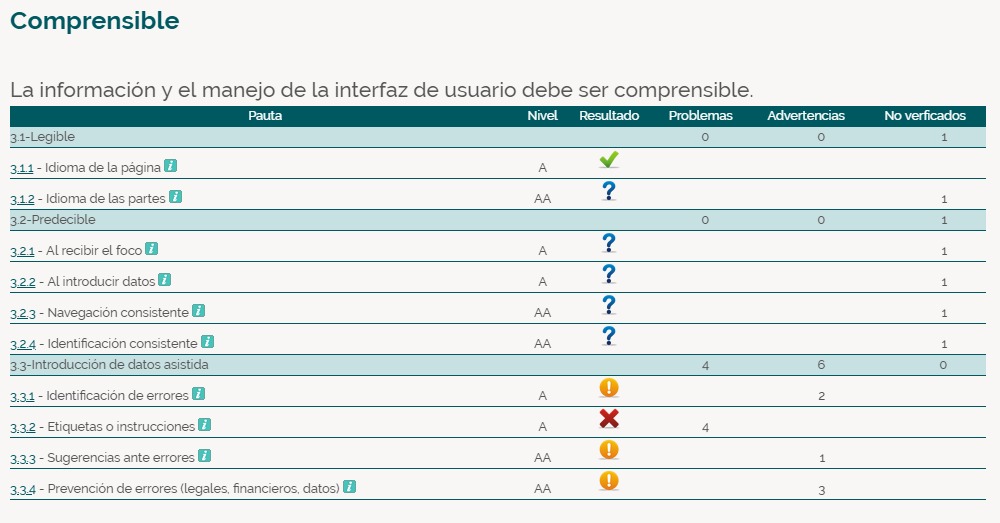 Comprensible
La información y el manejo de la interfaz de usuario debe ser comprensible.
Pauta Nivel Resultado Problemas Advertencias No verficados
3.1-Legible 0 0 1
3.1.1 - Idioma de la página i A
3.1.2 - Idioma de las partes i AA ? 1
3.2-Predecible 0 0 1
3.2.1 - Al recibir el foco i A ? 1
3.2.2 - Al introducir datos i A ? 1
3.2.3 - Navegación consistente i AA ? 1
3.2.4 - Identificación consistente i AA ? 1
3.3-Introducción de datos asistida 4 6 0
3.3.1 - Identificación de errores i A ! 2
3.3.2 - Etiquetas o instrucciones i A 4
3.3.3 - Sugerencias ante errores i AA ! 1
3.3.4 - Prevención de errores (legales, financieros, datos) i AA ! 3